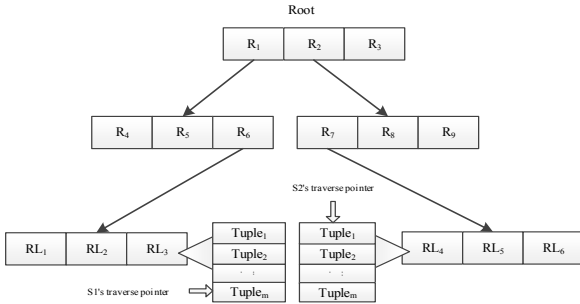 Root
R1 R2 R3
R4 R5 R6
R7 R8 R9
S2's traverse pointer
RL1 RL2 RL3
Tuple1
Tuple2
. :
Tuplem
Tuple1
Tuple2
. :
Tuplem
RL4 RL5 RL6
S1's traverse pointer